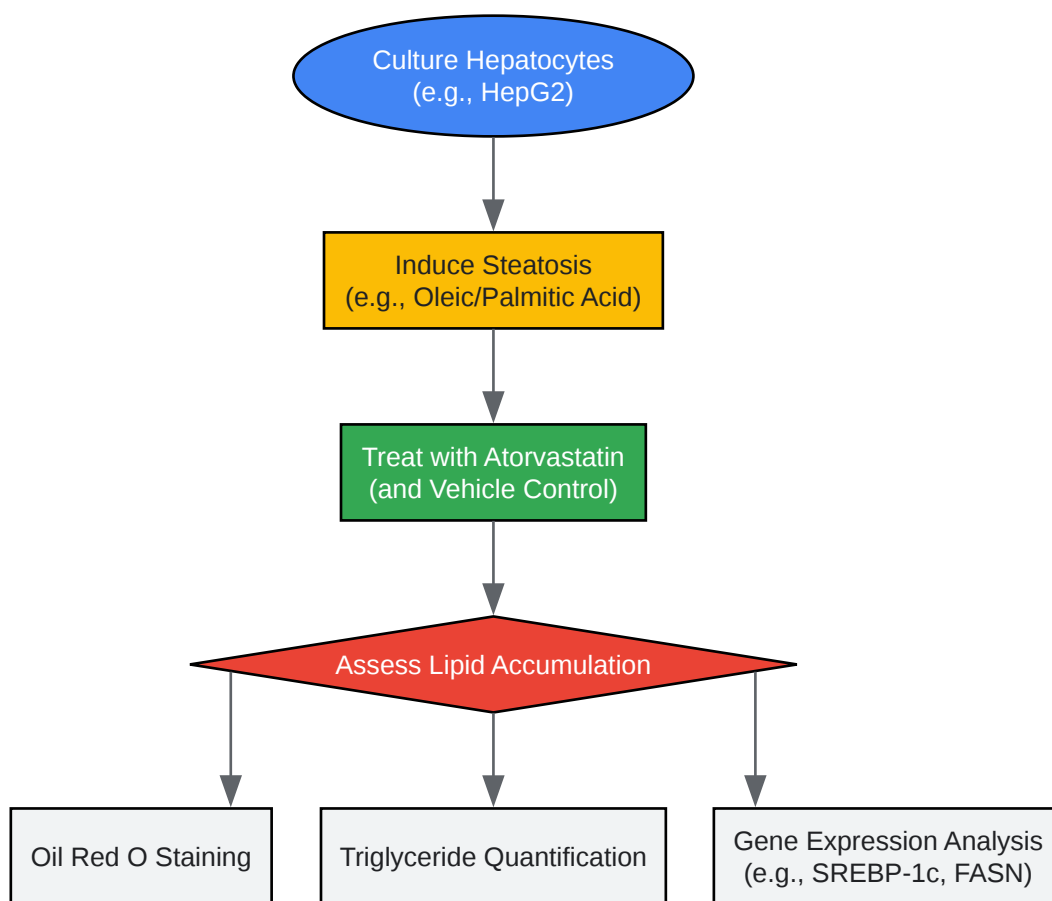 Culture Hepatocytes
(e.g., HepG2)
Induce Steatosis
(e.g., Oleic/Palmitic Acid)
Treat with Atorvastatin
(and Vehicle Control)
Assess Lipid Accumulation
Oil Red O Staining
Triglyceride Quantification
Gene Expression Analysis
(e.g., SREBP-1c, FASN)